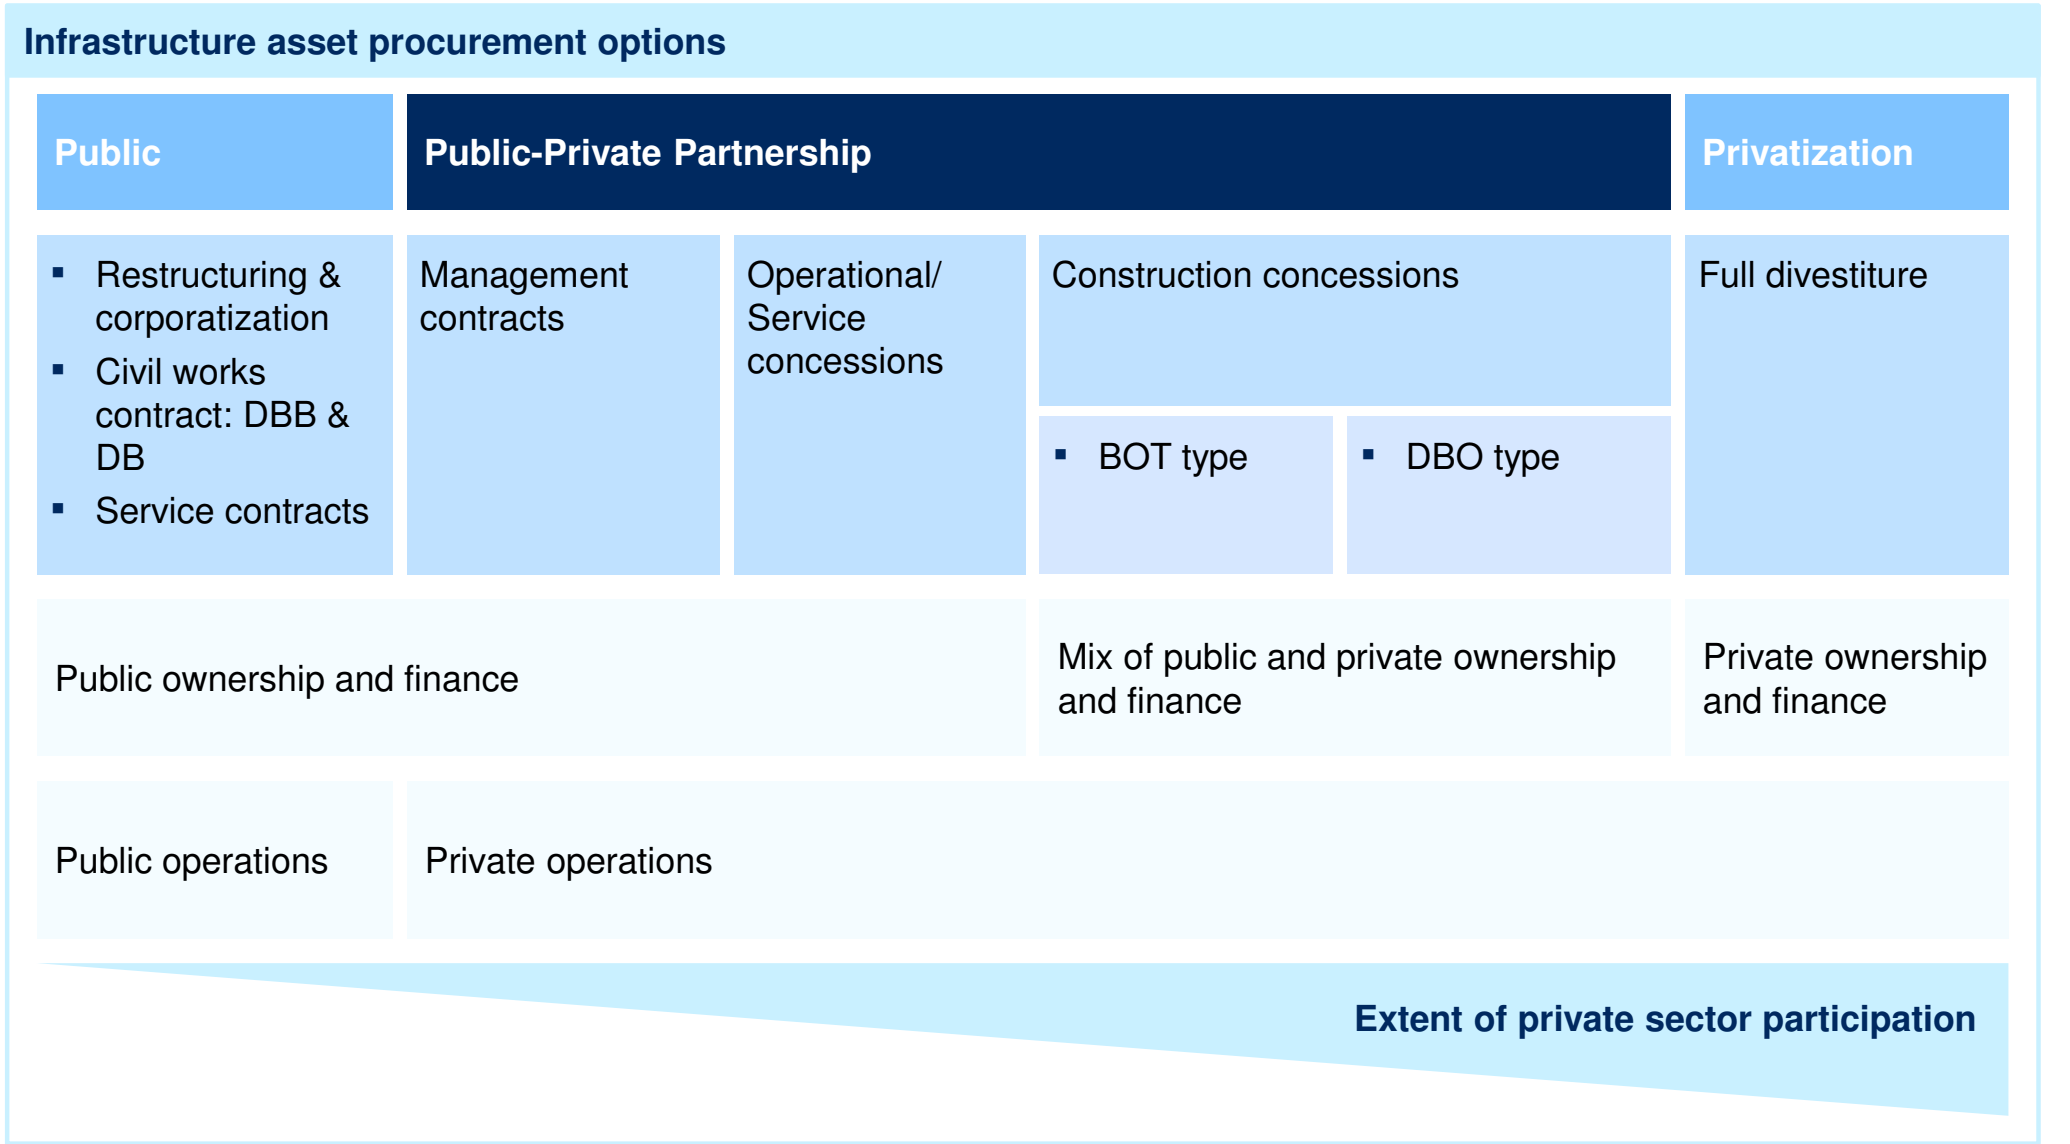 Infrastructure asset procurement options
Public
Public-Private Partnership
Privatization
▪ Restructuring &
corporatization
▪ Civil works
contract: DBB &
DB
▪ Service contracts
Management
contracts
Operational/
Service
concessions
Construction concessions
▪ BOT type
▪ DBO type
Full divestiture
Public ownership and finance
Mix of public and private ownership
and finance
Private ownership
and finance
Public operations
Private operations
Extent of private sector participation